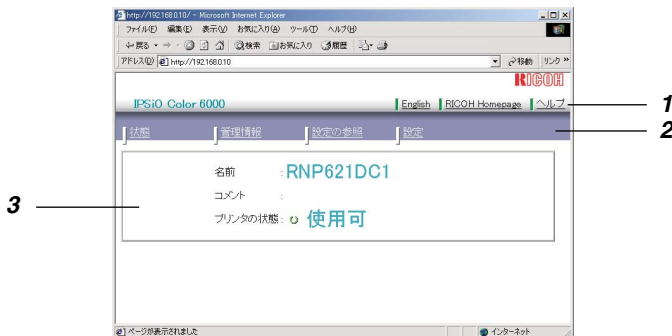 http://192.168.0.10/ - Microsoft Internet Explorer
ファイル(F) 編集(E) 表示(V) お気に入り(A) ツール(T) ヘルプ(H)
戻る 検索 お気に入り 履歴
アドレス(D) http://192.168.0.10 移動 リンク »
RICOH
IPSiO Color 6000 English RICOH Homepage ヘルプ 1
状態 管理情報 設定の参照 設定 2
名前 : RNP621DC1
コメント :
3
プリンタの状態 : 使用可
ページが表示されました インターネット